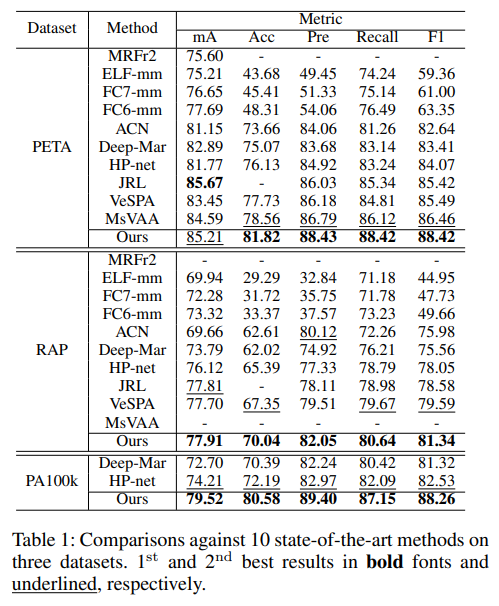 Dataset Method Metric
mA Acc Pre Recall F1
PETA
MRFr2 75.60 - - - -
ELF-mm 75.21 43.68 49.45 74.24 59.36
FC7-mm 76.65 45.41 51.33 75.14 61.00
FC6-mm 77.69 48.31 54.06 76.49 63.35
ACN 81.15 73.66 84.06 81.26 82.64
Deep-Mar 82.89 75.07 83.68 83.14 83.41
HP-net 81.77 76.13 84.92 83.24 84.07
JRL 85.67 - 86.03 85.34 85.42
VeSPA 83.45 77.73 86.18 84.81 85.49
MsVAA 84.59 78.56 86.79 86.12 86.46
Ours 85.21 81.82 88.43 88.42 88.42
RAP
MRFr2 - - - - -
ELF-mm 69.94 29.29 32.84 71.18 44.95
FC7-mm 72.28 31.72 35.75 71.78 47.73
FC6-mm 73.32 33.37 37.57 73.23 49.66
ACN 69.66 62.61 80.12 72.26 75.98
Deep-Mar 73.79 62.02 74.92 76.21 75.56
HP-net 76.12 65.39 77.33 78.79 78.05
JRL 77.81 - 78.11 78.98 78.58
VeSPA 77.70 67.35 79.51 79.67 79.59
MsVAA - - - - -
Ours 77.91 70.04 82.05 80.64 81.34
PA100k
Deep-Mar 72.70 70.39 82.24 80.42 81.32
HP-net 74.21 72.19 82.97 82.09 82.53
Ours 79.52 80.58 89.40 87.15 88.26
Table 1: Comparisons against 10 state-of-the-art methods on
three datasets. 1st and 2nd best results in bold fonts and
underlined, respectively.